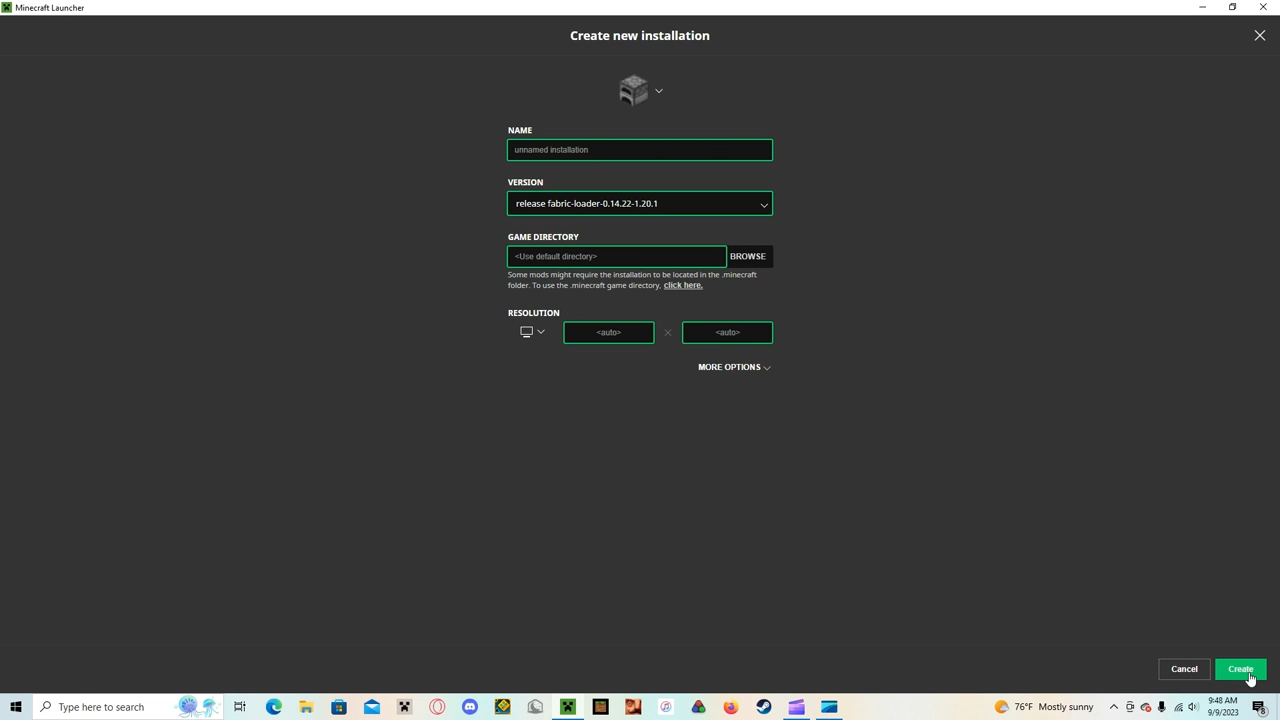 Minecraft Launcher
Create new installation
NAME
unnamed installation
VERSION
release fabric-loader-0.14.22-1.20.1
GAME DIRECTORY
<Use default directory>
BROWSE
Some mods might require the installation to be located in the .minecraft
folder. To use the .minecraft game directory, click here.
RESOLUTION
<auto>
<auto>
MORE OPTIONS
Cancel
Create
Type here to search
76°F Mostly sunny
9:48 AM
9/9/2023